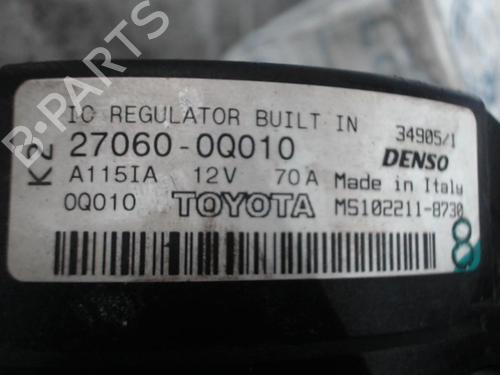 B-PARTS
IC REGULATOR BUILT IN
34905/1
K2
27060-0Q010
DENSO
A115IA 12V 70A
Made in Italy
0Q010 TOYOTA
MS102211-8730
8